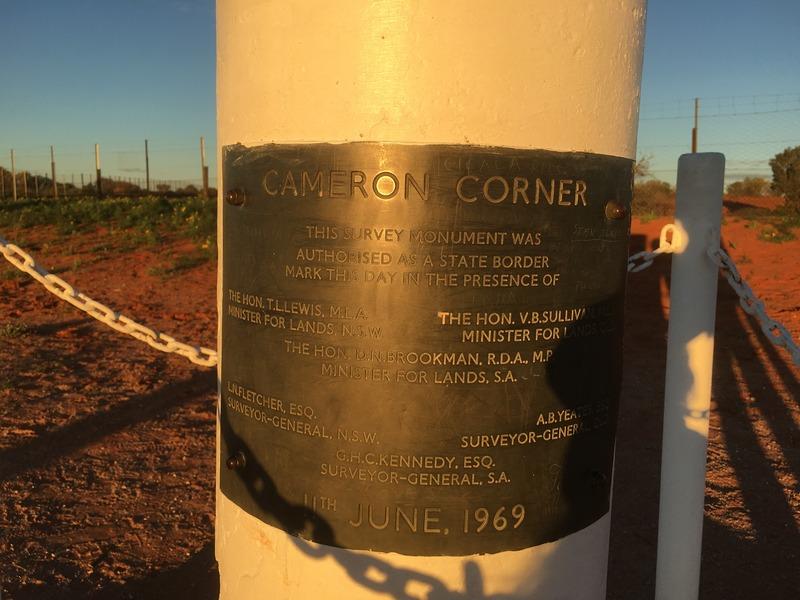 CAMERON CORNER
THIS SURVEY MONUMENT WAS
AUTHORISED AS A STATE BORDER
MARK THIS DAY IN THE PRESENCE OF
THE HON. T.L.LEWIS, M.L.A. THE HON. V.B.SULLIVAN,
MINISTER FOR LANDS, N.S.W. MINISTER FOR LANDS,
THE HON. D.N.BROOKMAN, R.D.A., M.P.
MINISTER FOR LANDS, S.A.
ESQ. A.B.YEATES,
SURVEYOR-GENERAL, N.S.W. SURVEYOR-GENERAL,
G.H.C.KENNEDY, ESQ.
SURVEYOR-GENERAL, S.A.
11TH JUNE, 1969